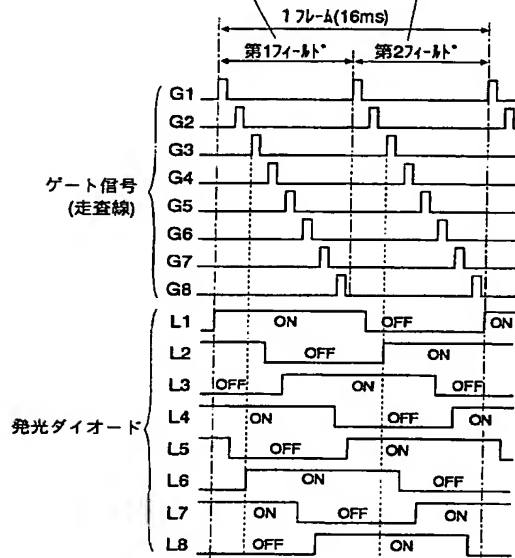 1フレーム(16ms)
第1フィールド 第2フィールド
G1
G2
G3
G4
G5
G6
G7
G8
ゲート信号
(走査線)
L1 ON OFF ON
L2 OFF ON
L3 OFF ON OFF
L4 ON OFF ON
L5 OFF ON
L6 ON OFF
L7 ON OFF ON
L8 OFF ON
発光ダイオード